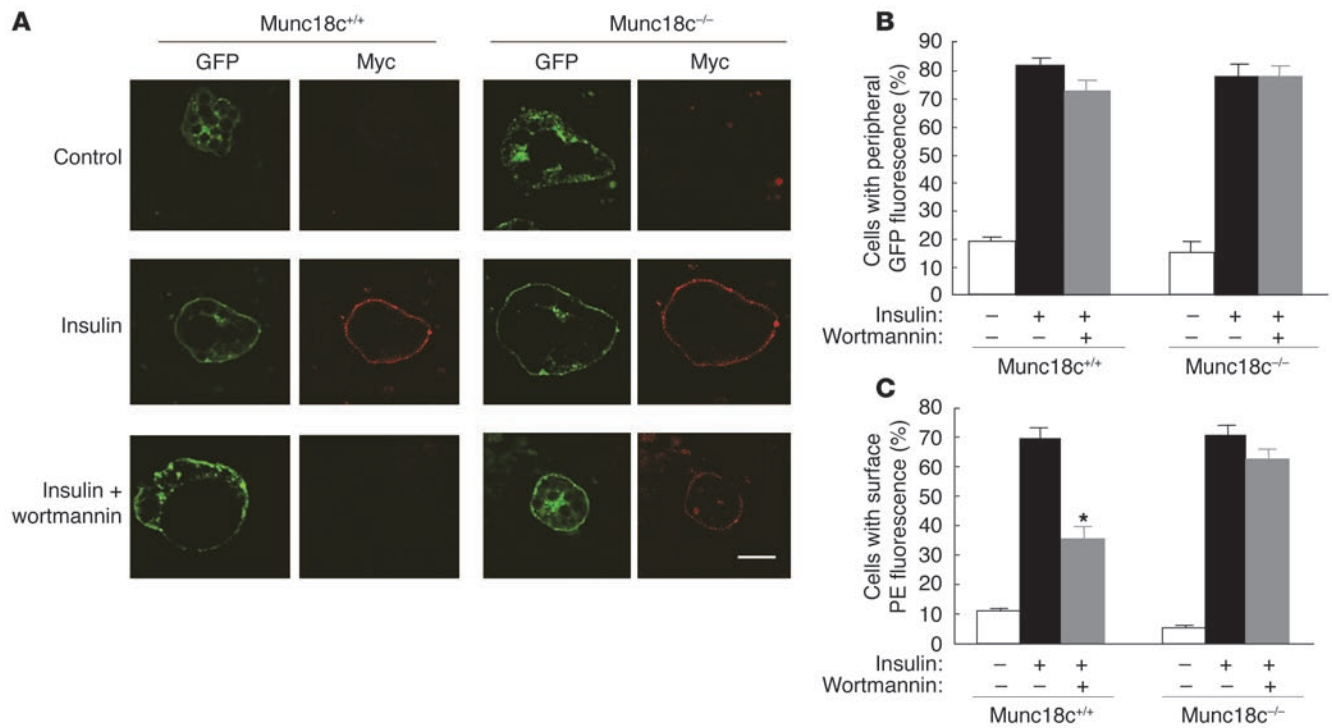 A
Munc18c+/+ Munc18c–/–
GFP Myc GFP Myc
Control
Insulin
Insulin +
wortmannin
B
Cells with peripheral
GFP fluorescence (%)
90
80
70
60
50
40
30
20
10
0
Insulin: – + + – + +
Wortmannin: – – + – – +
Munc18c+/+ Munc18c–/–
C
Cells with surface
PE fluorescence (%)
80
70
60
50
40
30
20
10
0
*
Insulin: – + + – + +
Wortmannin: – – + – – +
Munc18c+/+ Munc18c–/–